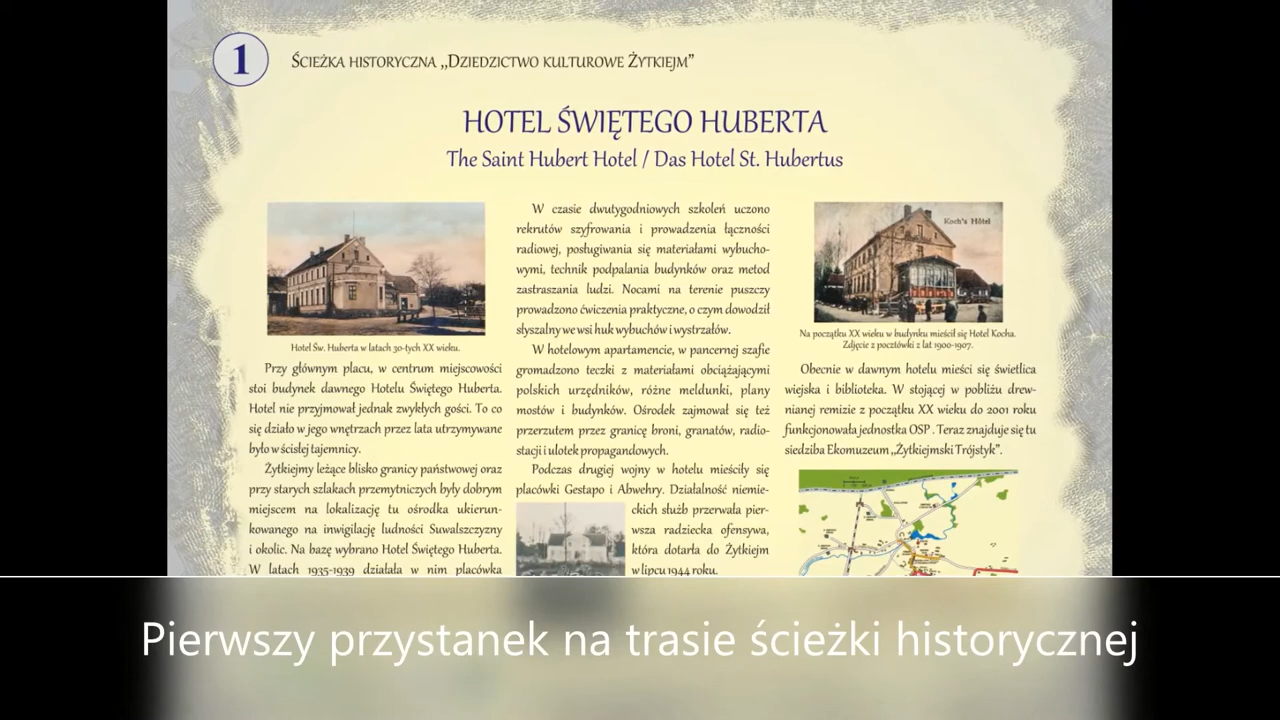 1
Ścieżka historyczna ,,Dziedzictwo kulturowe Żytkiejm”
HOTEL ŚWIĘTEGO HUBERTA
The Saint Hubert Hotel / Das Hotel St. Hubertus
Hotel Św. Huberta w latach 30-tych XX wieku.
Przy głównym placu, w centrum miejscowości
stoi budynek dawnego Hotelu Świętego Huberta.
Hotel nie przyjmował jednak zwykłych gości. To co
się działo w jego wnętrzach przez lata utrzymywane
było w ścisłej tajemnicy.
Żytkiejmy leżące blisko granicy państwowej oraz
przy starych szlakach przemytniczych były dobrym
miejscem na lokalizację tu ośrodka ukierun-
kowanego na inwigilację ludności Suwalszczyzny
i okolic. Na bazę wybrano Hotel Świętego Huberta.
W latach 1935-1939 działała w nim placówka
W czasie dwutygodniowych szkoleń uczono
rekrutów szyfrowania i prowadzenia łączności
radiowej, posługiwania się materiałami wybucho-
wymi, technik podpalania budynków oraz metod
zastraszania ludzi. Nocami na terenie puszczy
prowadzono ćwiczenia praktyczne, o czym dowodził
słyszalny we wsi huk wybuchów i wystrzałów.
W hotelowym apartamencie, w pancernej szafie
gromadzono teczki z materiałami obciążającymi
polskich urzędników, różne meldunki, plany
mostów i budynków. Ośrodek zajmował się też
przerzutem przez granicę broni, granatów, radio-
stacji i ulotek propagandowych.
Podczas drugiej wojny w hotelu mieściły się
placówki Gestapo i Abwehry. Działalność niemie-
ckich służb przerwała pier-
wsza radziecka ofensywa,
która dotarła do Żytkiejm
w lipcu 1944 roku.
Koch's Hôtel
Na początku XX wieku w budynku mieścił się Hotel Kocha.
Zdjęcie z pocztówki z lat 1900-1907.
Obecnie w dawnym hotelu mieści się świetlica
wiejska i biblioteka. W stojącej w pobliżu drew-
nianej remizie z początku XX wieku do 2001 roku
funkcjonowała jednostka OSP . Teraz znajduje się tu
siedziba Ekomuzeum ,,Żytkiejmski Trójstyk”.
Pierwszy przystanek na trasie ścieżki historycznej